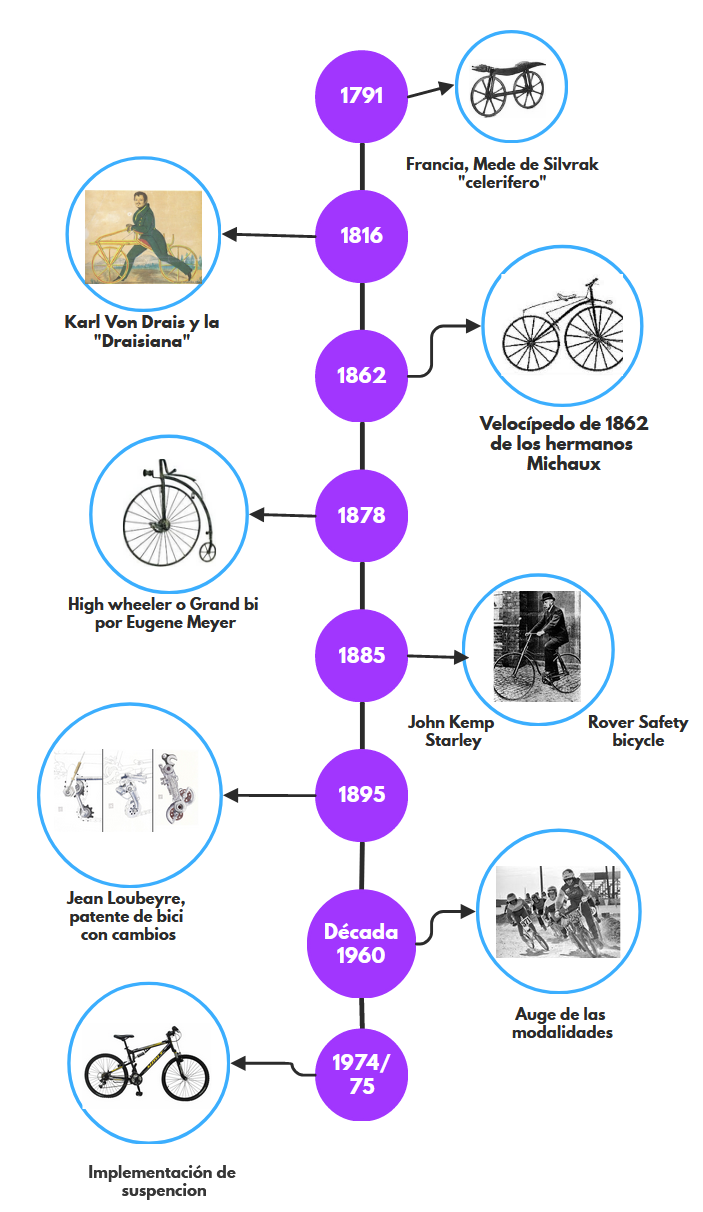 1791
Francia, Mede de Silvrak
"celerifero"
1816
Karl Von Drais y la
"Draisiana"
1862
Velocípedo de 1862
de los hermanos
Michaux
1878
High wheeler o Grand bi
por Eugene Meyer
1885
John Kemp
Starley
Rover Safety
bicycle
1895
Jean Loubeyre,
patente de bici
con cambios
Década
1960
Auge de las
modalidades
1974/
75
Implementación de
suspencion